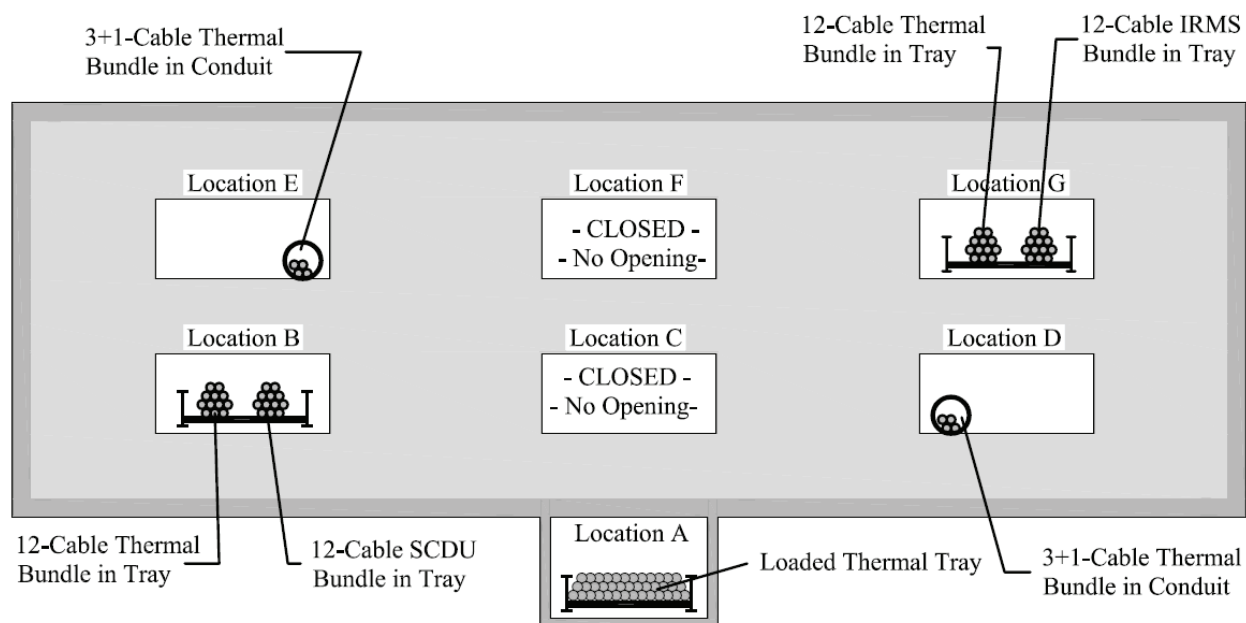 3+1-Cable Thermal
Bundle in Conduit
12-Cable Thermal
Bundle in Tray
12-Cable IRMS
Bundle in Tray
Location E
Location F
Location G
- CLOSED -
- No Opening-
Location B
Location C
Location D
- CLOSED -
- No Opening-
12-Cable Thermal
Bundle in Tray
12-Cable SCDU
Bundle in Tray
Location A
Loaded Thermal Tray
3+1-Cable Thermal
Bundle in Conduit